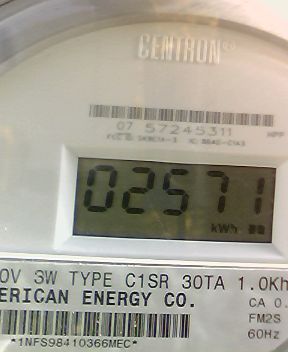 CENTRON®
07 57245311
HPP
02571
kWh
0V 3W TYPE C1SR 30TA 1.0Kh
ERICAN ENERGY CO.
CA 0.
FM2S
60Hz
*1NFS98410366MEC*